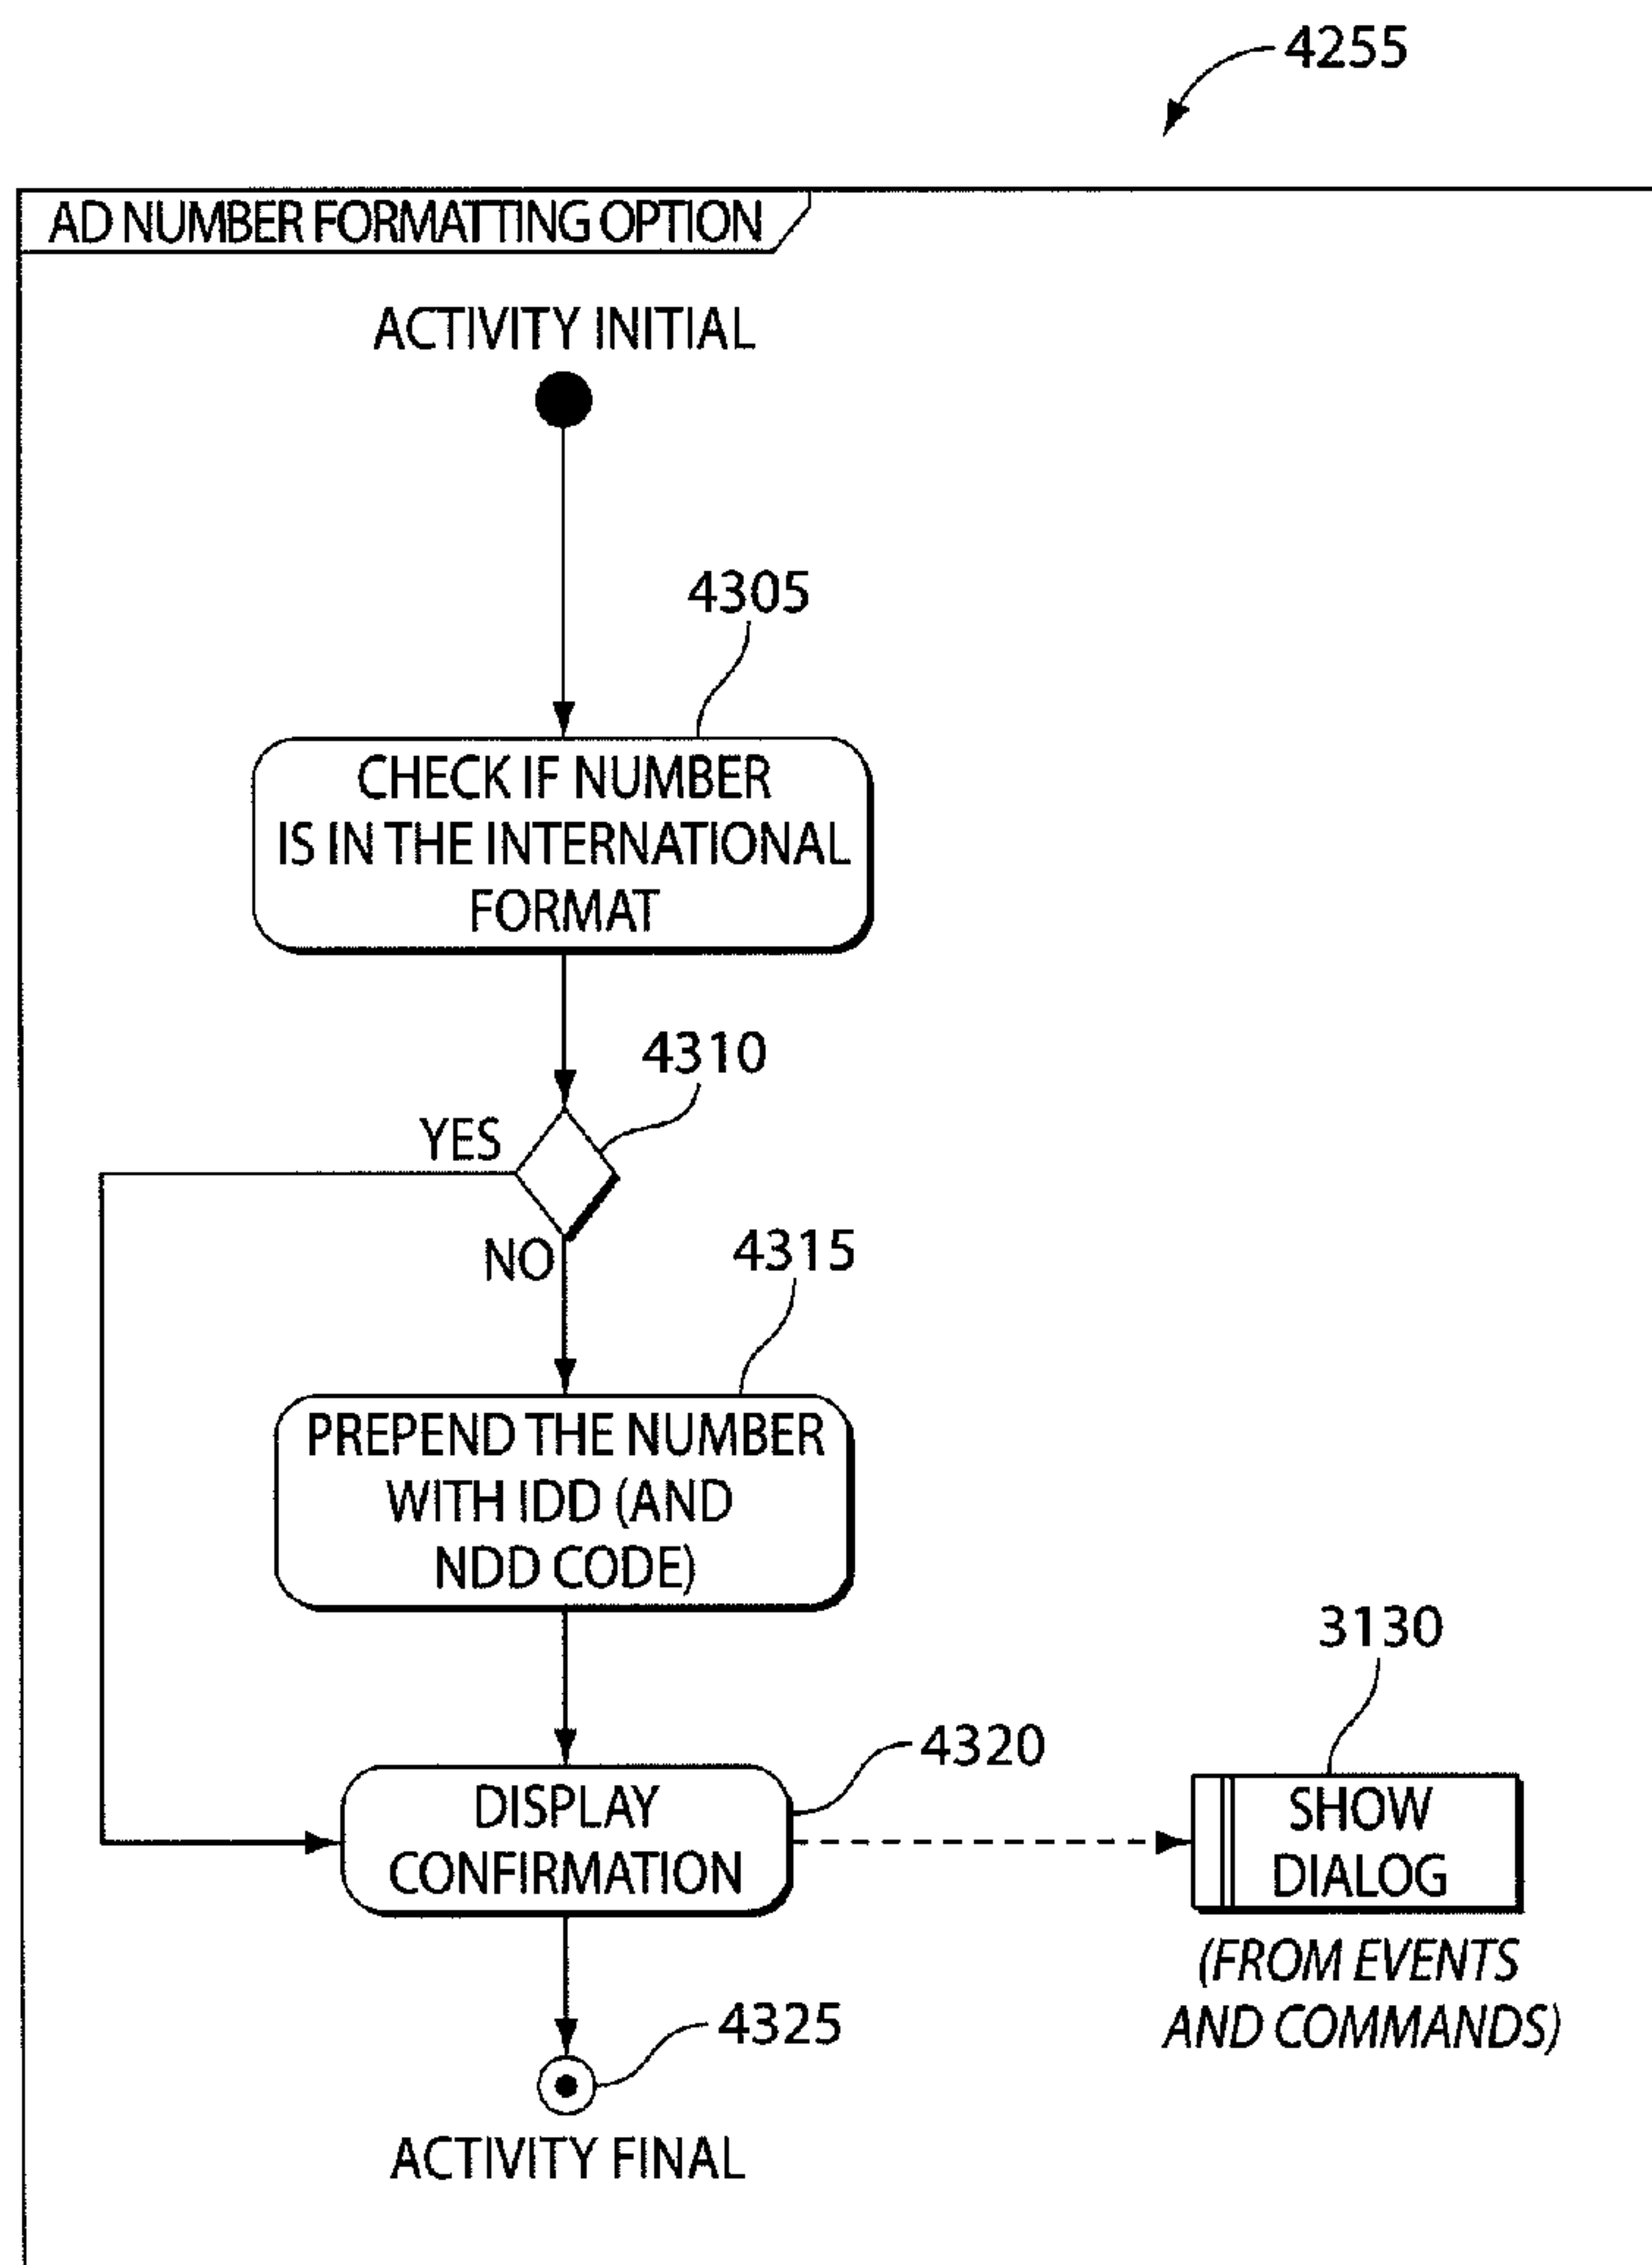 4255
AD NUMBER FORMATTING OPTION
ACTIVITY INITIAL
4305
CHECK IF NUMBER
IS IN THE INTERNATIONAL
FORMAT
4310
YES
NO
4315
PREPEND THE NUMBER
WITH IDD (AND
NDD CODE)
3130
4320
DISPLAY
CONFIRMATION
SHOW
DIALOG
(FROM EVENTS
AND COMMANDS)
4325
ACTIVITY FINAL